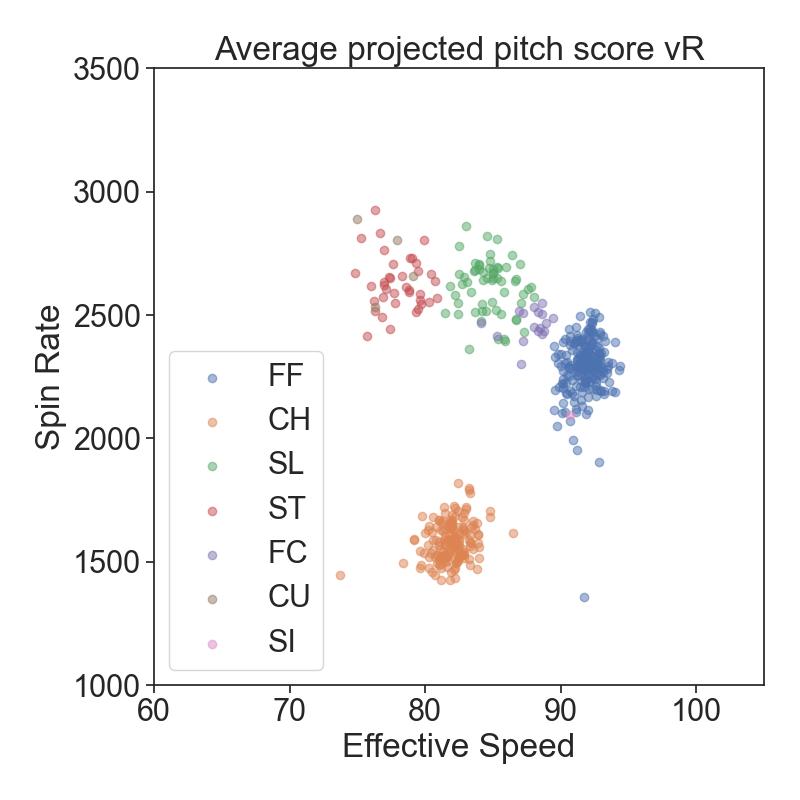 Average projected pitch score vR
3500
3000
2500
2000
1500
1000
Spin Rate
FF
CH
SL
ST
FC
CU
SI
60 70 80 90 100
Effective Speed